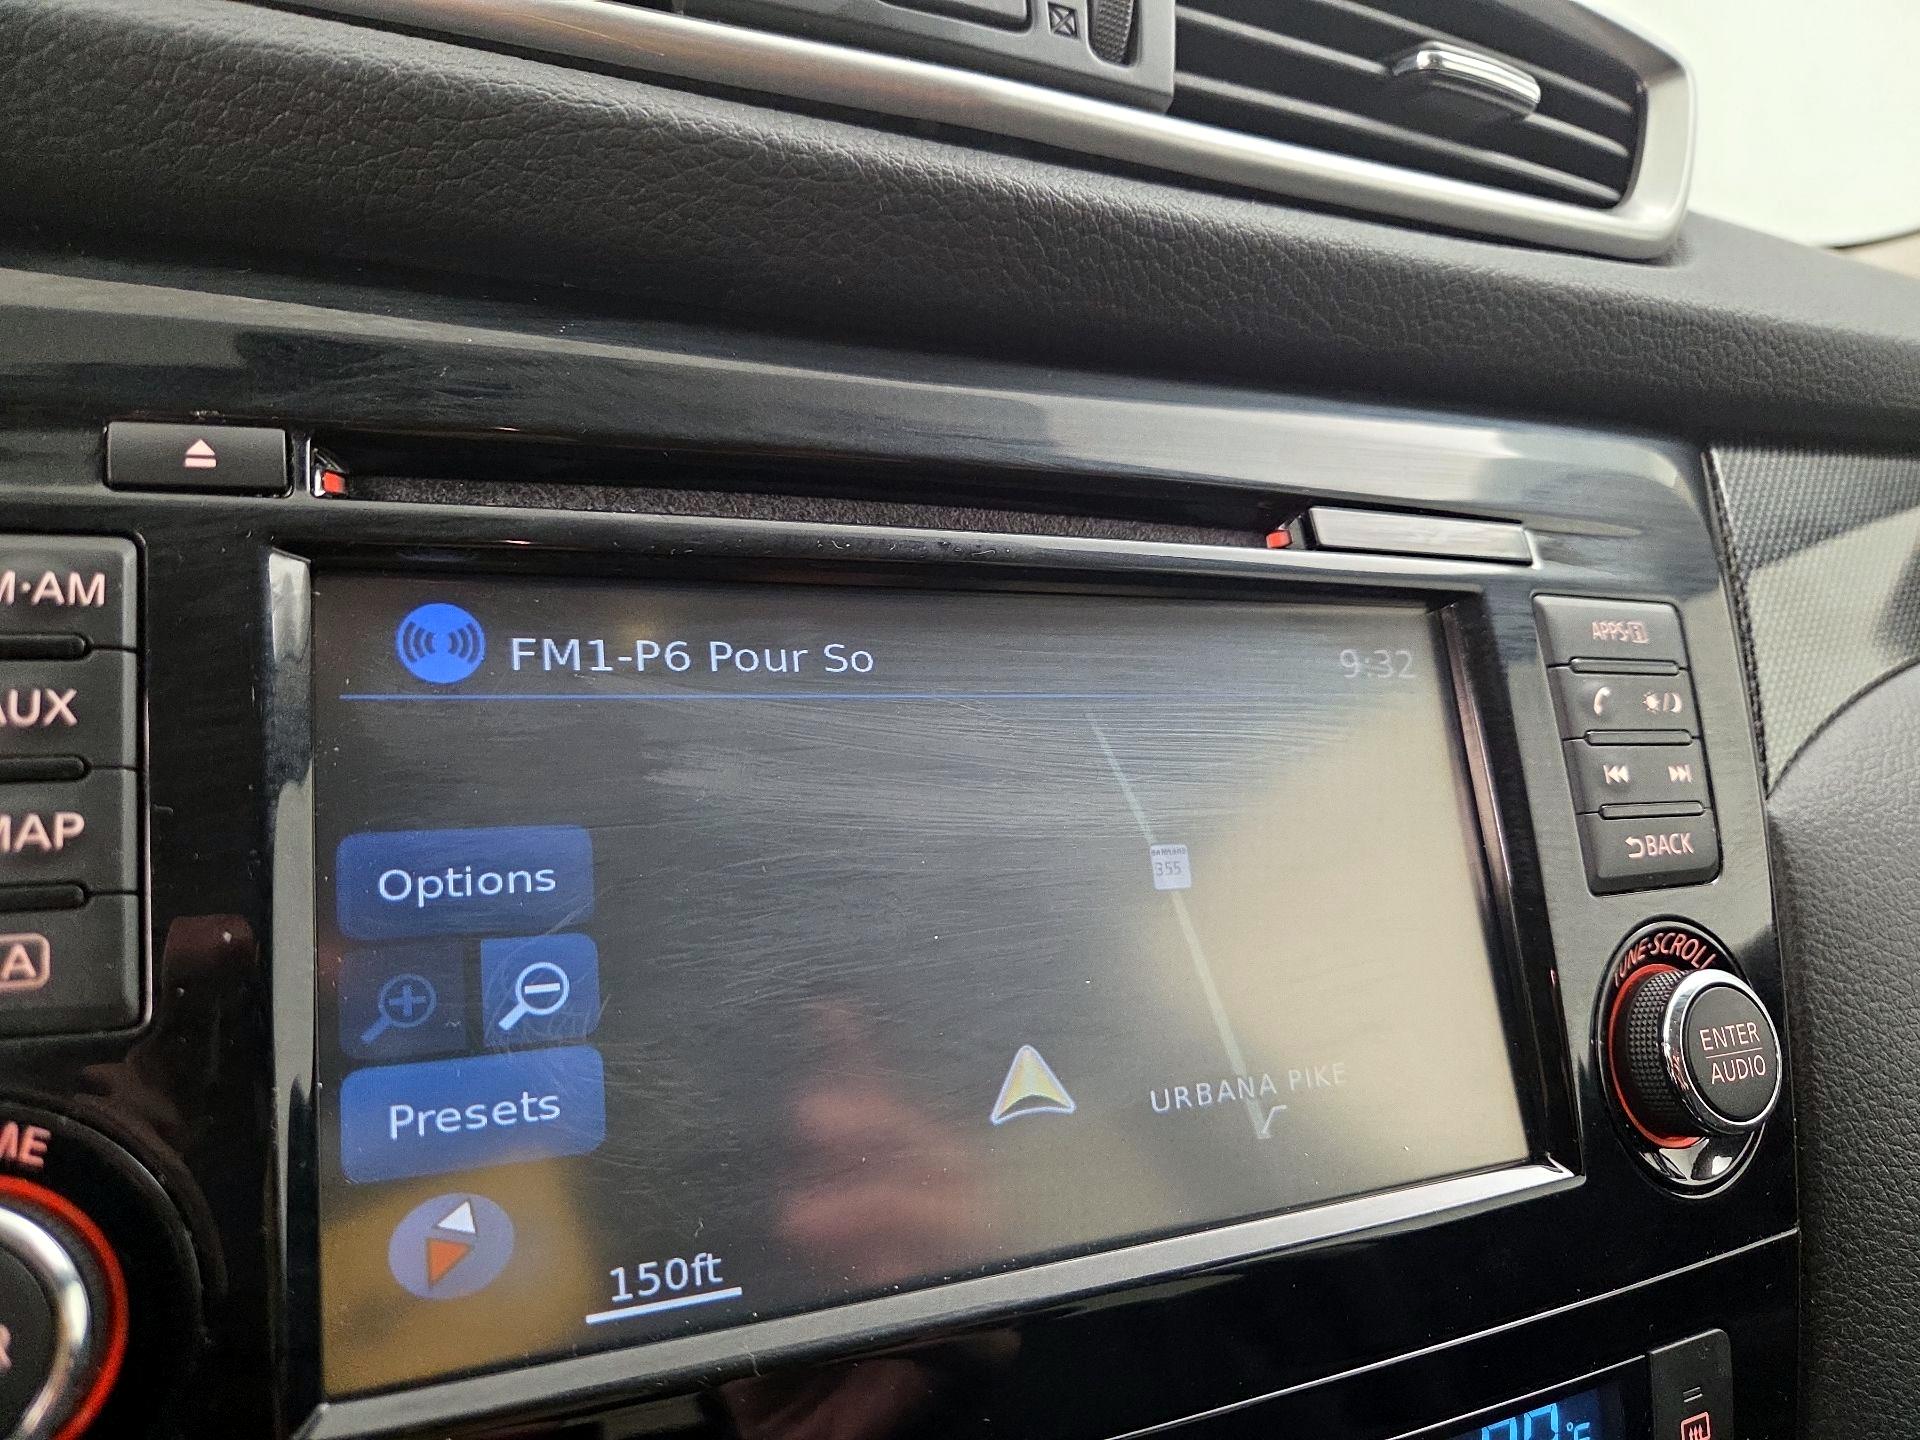 M·AM
AUX
MAP
A
ME
R
FM1-P6 Pour So
9:32
Options
Presets
150ft
355
URBANA PIKE
APPS·i
BACK
TUNE·SCROLL
ENTER
AUDIO
°F